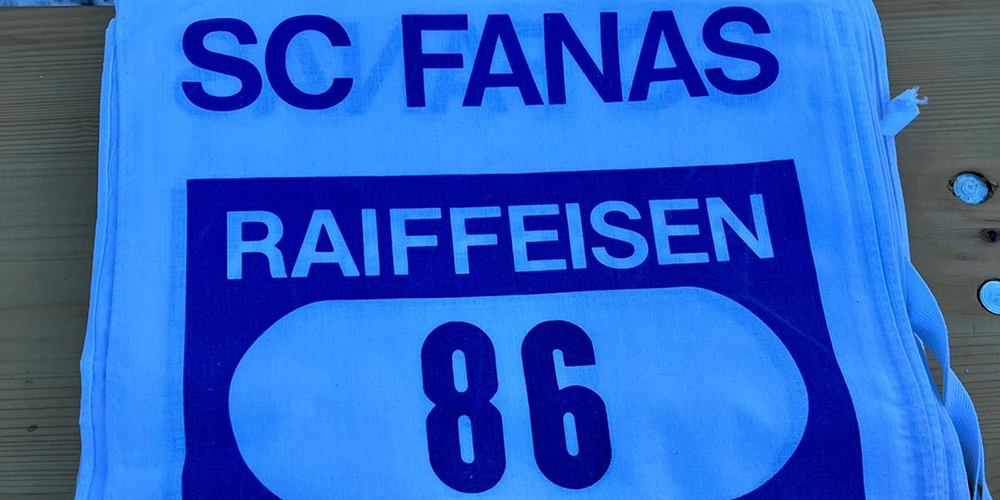 SC FANAS
RAIFFEISEN
86